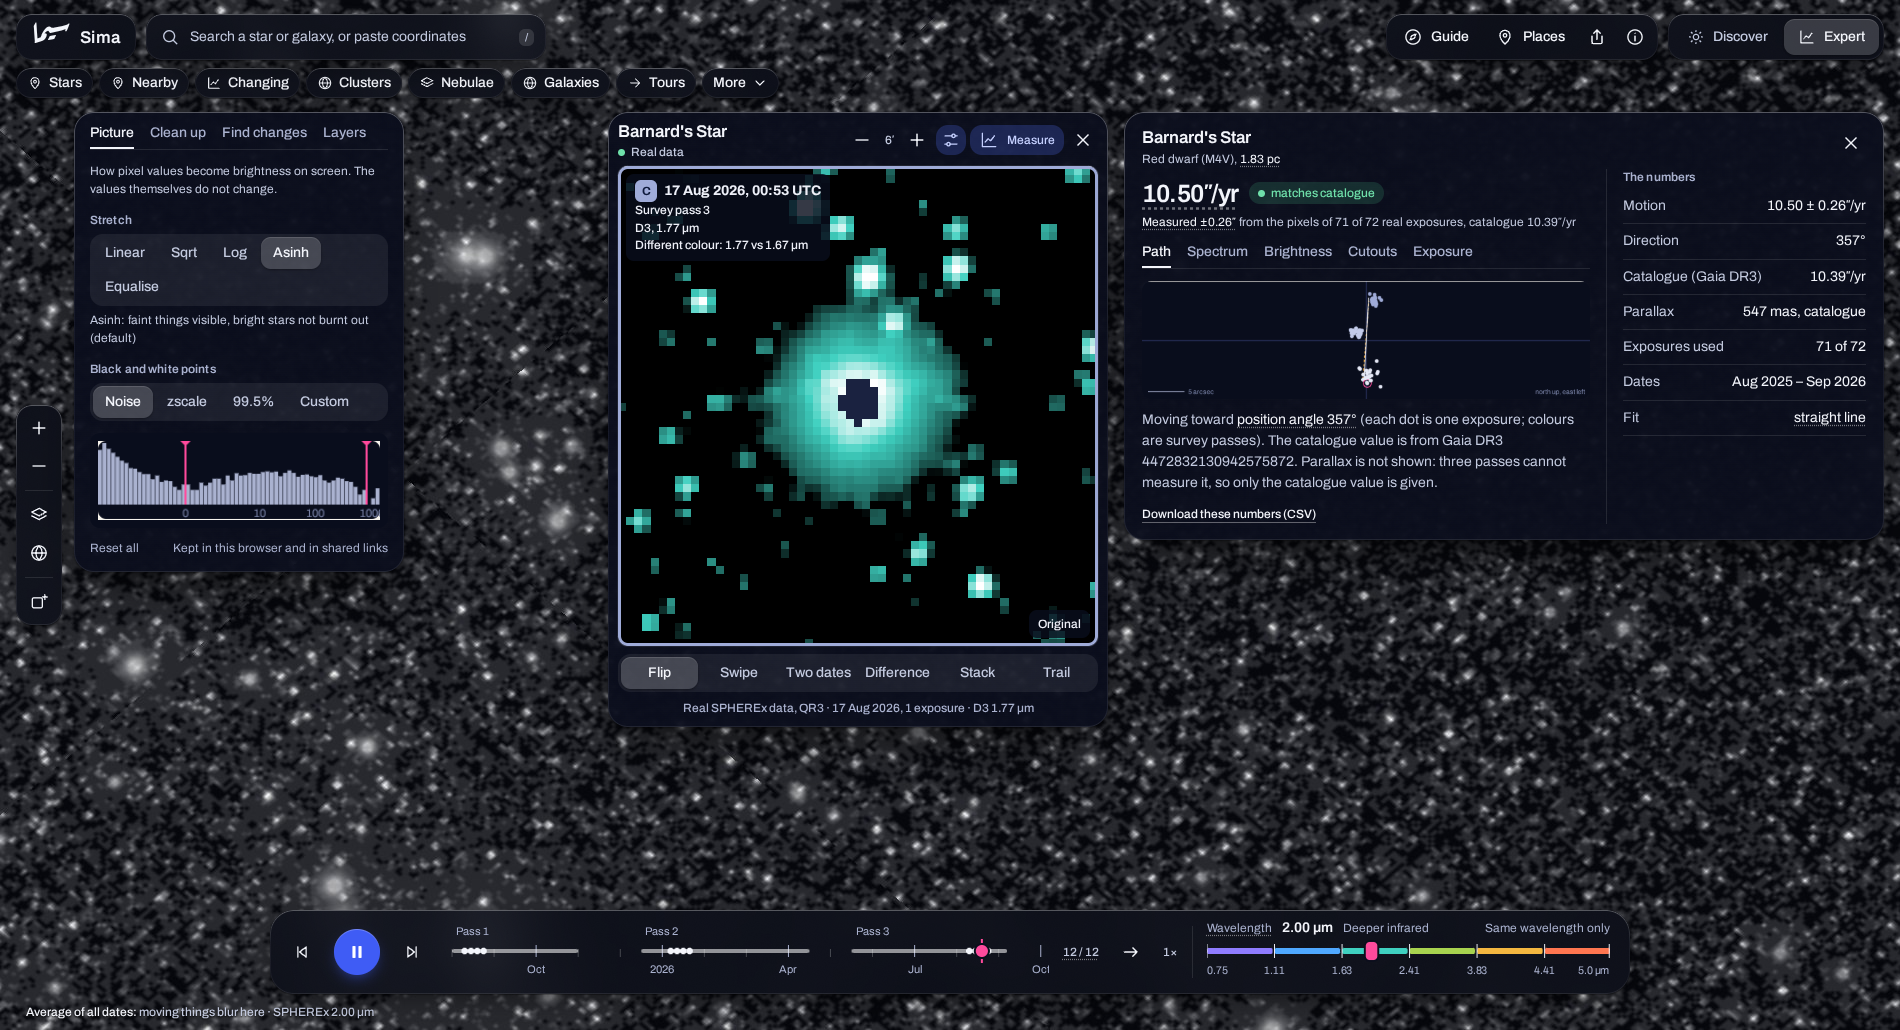 Sima
Search a star or galaxy, or paste coordinates
/
Guide
Places
Discover
Expert
Stars
Nearby
Changing
Clusters
Nebulae
Galaxies
Tours
More
Picture
Clean up
Find changes
Layers
How pixel values become brightness on screen. The
values themselves do not change.
Stretch
Linear
Sqrt
Log
Asinh
Equalise
Asinh: faint things visible, bright stars not burnt out
(default)
Black and white points
Noise
zscale
99.5%
Custom
0
10
100
Reset all
Kept in this browser and in shared links
Barnard's Star
Real data
6′
Measure
C
17 Aug 2026, 00:53 UTC
Survey pass 3
D3, 1.77 µm
Different colour: 1.77 vs 1.67 µm
Original
Flip
Swipe
Two dates
Difference
Stack
Trail
Real SPHEREx data, QR3 · 17 Aug 2026, 1 exposure · D3 1.77 µm
Barnard's Star
Red dwarf (M4V), 1.83 pc
10.50″/yr
matches catalogue
Measured ±0.26″ from the pixels of 71 of 72 real exposures, catalogue 10.39″/yr
Path
Spectrum
Brightness
Cutouts
Exposure
5 arcsec
north up, east left
Moving toward position angle 357° (each dot is one exposure; colours
are survey passes). The catalogue value is from Gaia DR3
4472832130942575872. Parallax is not shown: three passes cannot
measure it, so only the catalogue value is given.
Download these numbers (CSV)
The numbers
Motion 10.50 ± 0.26″/yr
Direction 357°
Catalogue (Gaia DR3) 10.39″/yr
Parallax 547 mas, catalogue
Exposures used 71 of 72
Dates Aug 2025 – Sep 2026
Fit straight line
Pass 1
Oct
Pass 2
2026
Apr
Pass 3
Jul
Oct
12 / 12
1×
Wavelength 2.00 µm Deeper infrared
Same wavelength only
0.75
1.11
1.63
2.41
3.83
4.41
5.0 µm
Average of all dates: moving things blur here · SPHEREx 2.00 µm